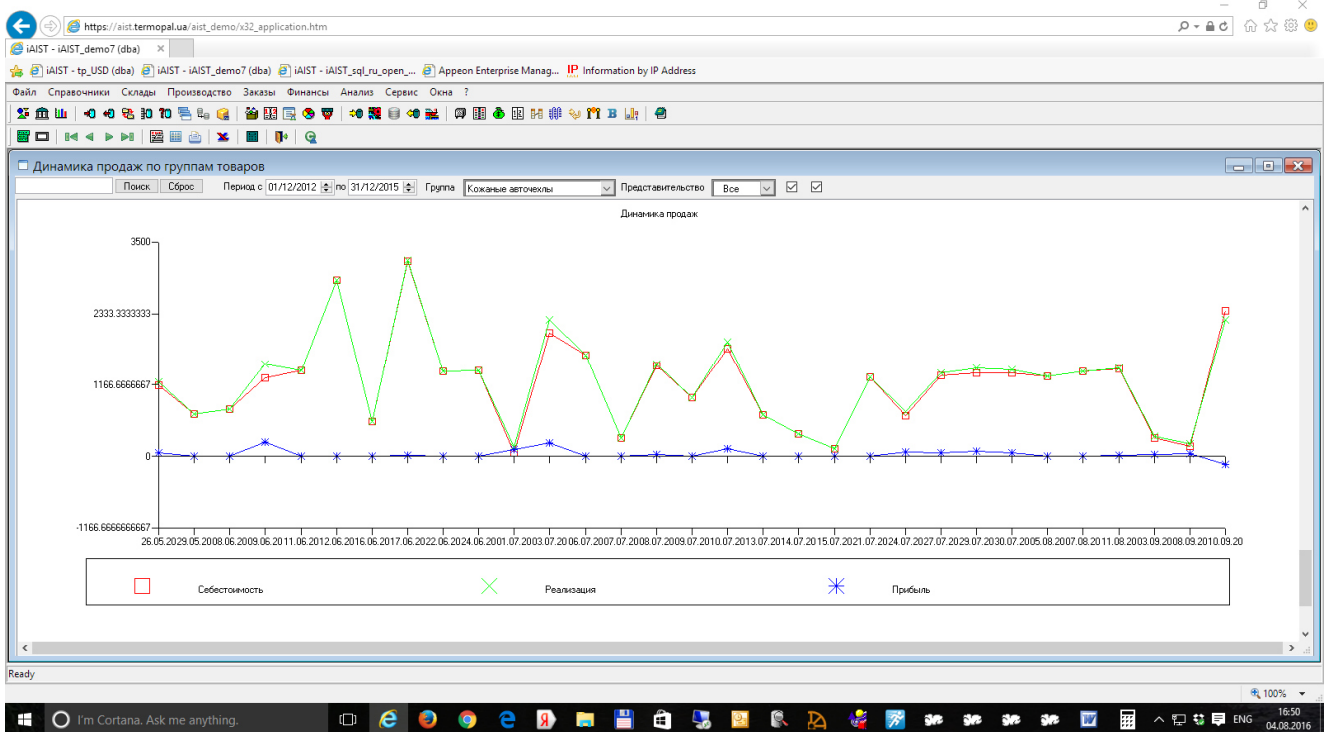 https://aist.termopal.ua/aist_demo/x32_application.htm
iAIST - iAIST_demo7 (dba)
iAIST - tp_USD (dba) iAIST - iAIST_demo7 (dba) iAIST - iAIST_sql_ru_open_... Appeon Enterprise Manag... IP Information by IP Address
Файл Справочники Склады Производство Заказы Финансы Анализ Сервис Окна ?
Динамика продаж по группам товаров
Поиск Сброс Период с 01/12/2012 по 31/12/2015 Группа Кожаные авточехлы Представительство Все
Динамика продаж
3500
2333.3333333
1166.6666667
0
-1166.6666666667
26.05.2029.05.2008.06.2009.06.2011.06.2012.06.2016.06.2017.06.2022.06.2024.06.2001.07.2003.07.2006.07.2007.07.2008.07.2009.07.2010.07.2013.07.2014.07.2015.07.2021.07.2024.07.2027.07.2029.07.2030.07.2005.08.2007.08.2011.08.2003.09.2008.09.2010.09.20
Себестоимость Реализация Прибыль
Ready
100%
I'm Cortana. Ask me anything.
ENG 16:50
04.08.2016